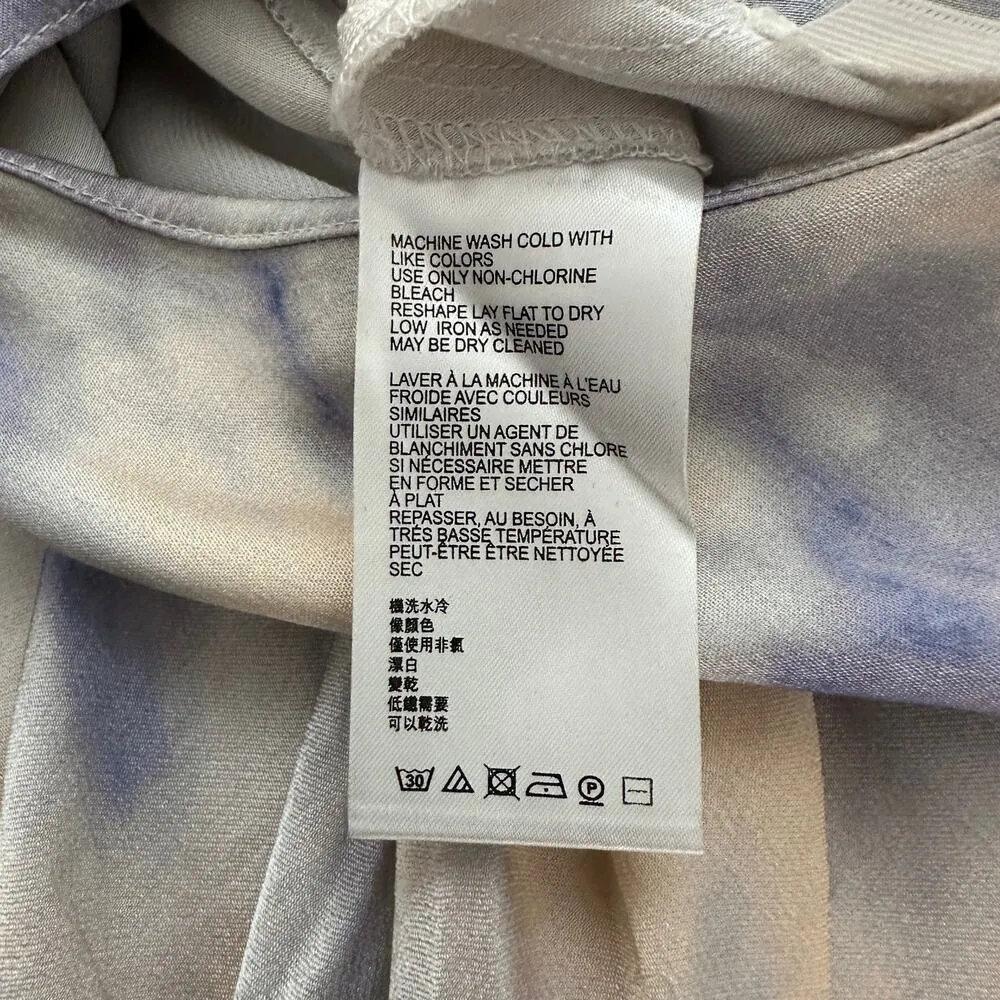 MACHINE WASH COLD WITH
LIKE COLORS
USE ONLY NON-CHLORINE
BLEACH
RESHAPE LAY FLAT TO DRY
LOW IRON AS NEEDED
MAY BE DRY CLEANED
LAVER À LA MACHINE À L'EAU
FROIDE AVEC COULEURS
SIMILAIRES
UTILISER UN AGENT DE
BLANCHIMENT SANS CHLORE
SI NÉCESSAIRE METTRE
EN FORME ET SECHER
À PLAT
REPASSER, AU BESOIN, À
TRÉS BASSE TEMPÉRATURE
PEUT-ÊTRE ÊTRE NETTOYÉE
SEC
機洗水冷
像顏色
僅使用非氯
漂白
變乾
低鐵需要
可以乾洗
30 P